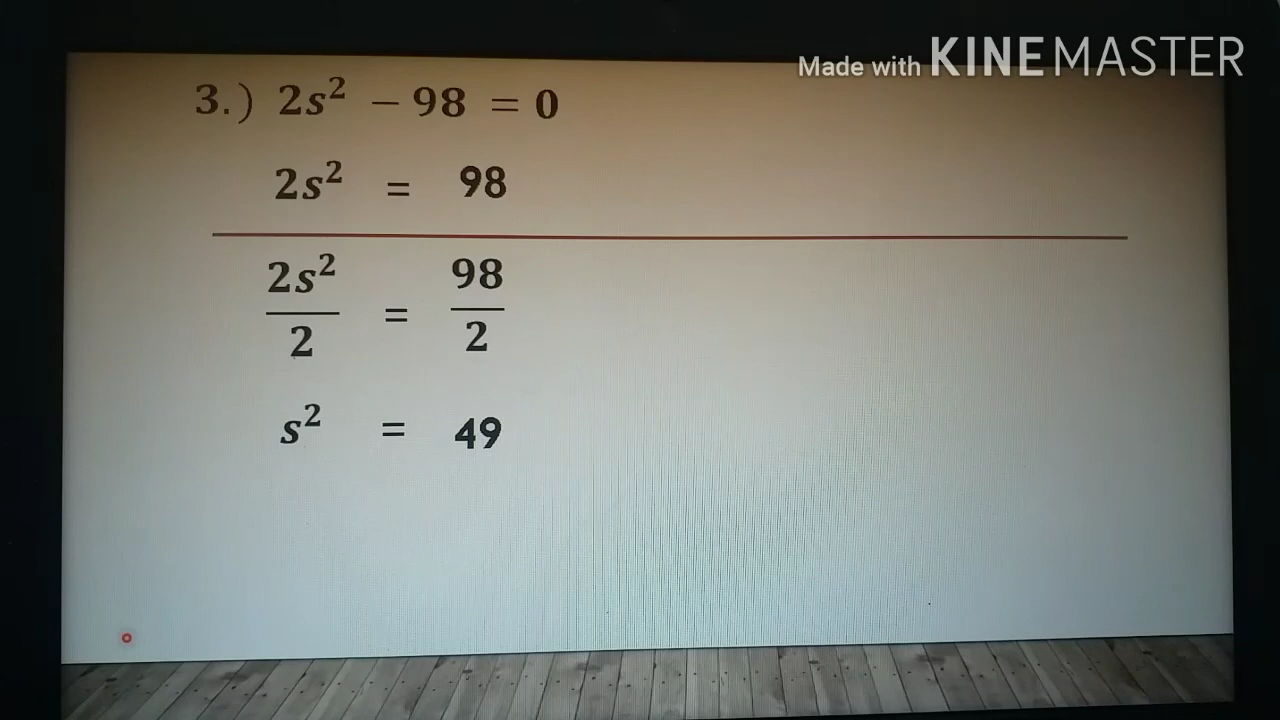 Made with KINEMASTER
3.) 2s² − 98 = 0
2s² = 98
2s²/2 = 98/2
s² = 49